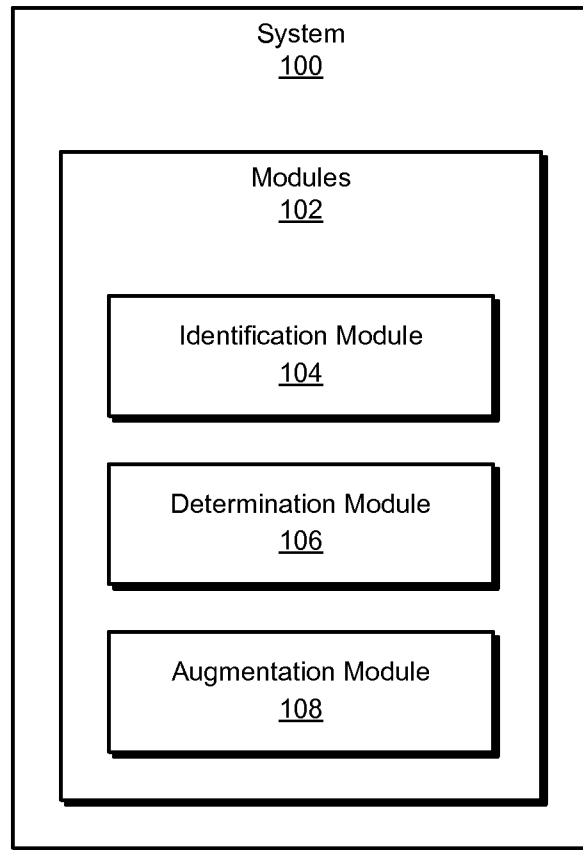 System
100
Modules
102
Identification Module
104
Determination Module
106
Augmentation Module
108